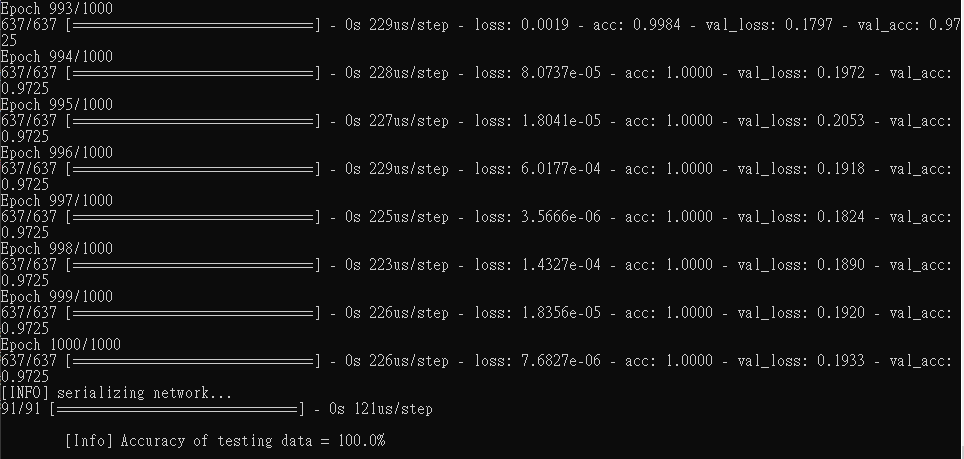 Epoch 993/1000
637/637 [==============================] - 0s 229us/step - loss: 0.0019 - acc: 0.9984 - val_loss: 0.1797 - val_acc: 0.97
25
Epoch 994/1000
637/637 [==============================] - 0s 228us/step - loss: 8.0737e-05 - acc: 1.0000 - val_loss: 0.1972 - val_acc:
0.9725
Epoch 995/1000
637/637 [==============================] - 0s 227us/step - loss: 1.8041e-05 - acc: 1.0000 - val_loss: 0.2053 - val_acc:
0.9725
Epoch 996/1000
637/637 [==============================] - 0s 229us/step - loss: 6.0177e-04 - acc: 1.0000 - val_loss: 0.1918 - val_acc:
0.9725
Epoch 997/1000
637/637 [==============================] - 0s 225us/step - loss: 3.5666e-06 - acc: 1.0000 - val_loss: 0.1824 - val_acc:
0.9725
Epoch 998/1000
637/637 [==============================] - 0s 223us/step - loss: 1.4327e-04 - acc: 1.0000 - val_loss: 0.1890 - val_acc:
0.9725
Epoch 999/1000
637/637 [==============================] - 0s 226us/step - loss: 1.8356e-05 - acc: 1.0000 - val_loss: 0.1920 - val_acc:
0.9725
Epoch 1000/1000
637/637 [==============================] - 0s 226us/step - loss: 7.6827e-06 - acc: 1.0000 - val_loss: 0.1933 - val_acc:
0.9725
[INFO] serializing network...
91/91 [==============================] - 0s 121us/step
[Info] Accuracy of testing data = 100.0%